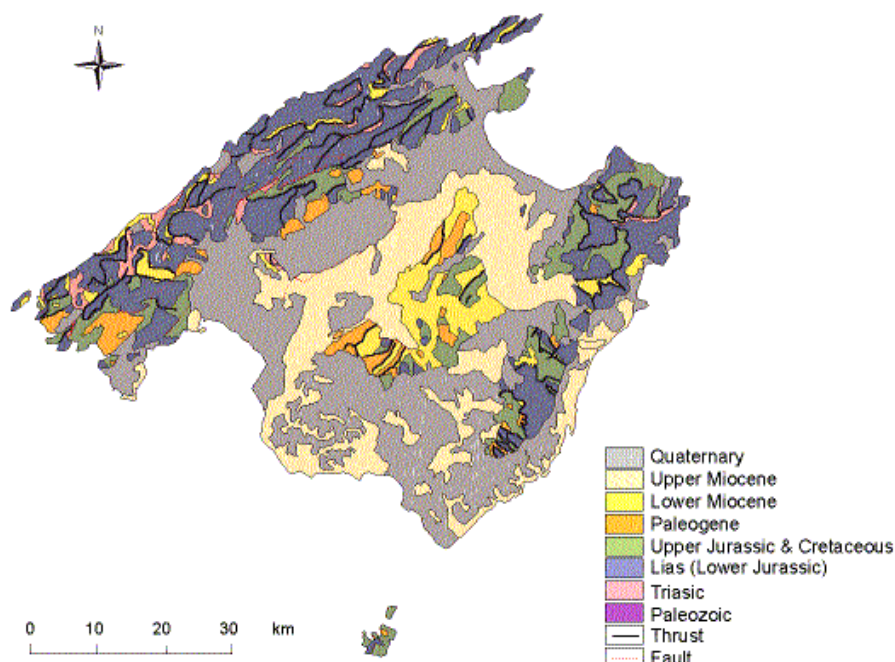 N
Quaternary
Upper Miocene
Lower Miocene
Paleogene
Upper Jurassic & Cretaceous
Lias (Lower Jurassic)
Triasic
Paleozoic
Thrust
Fault
0 10 20 30 km